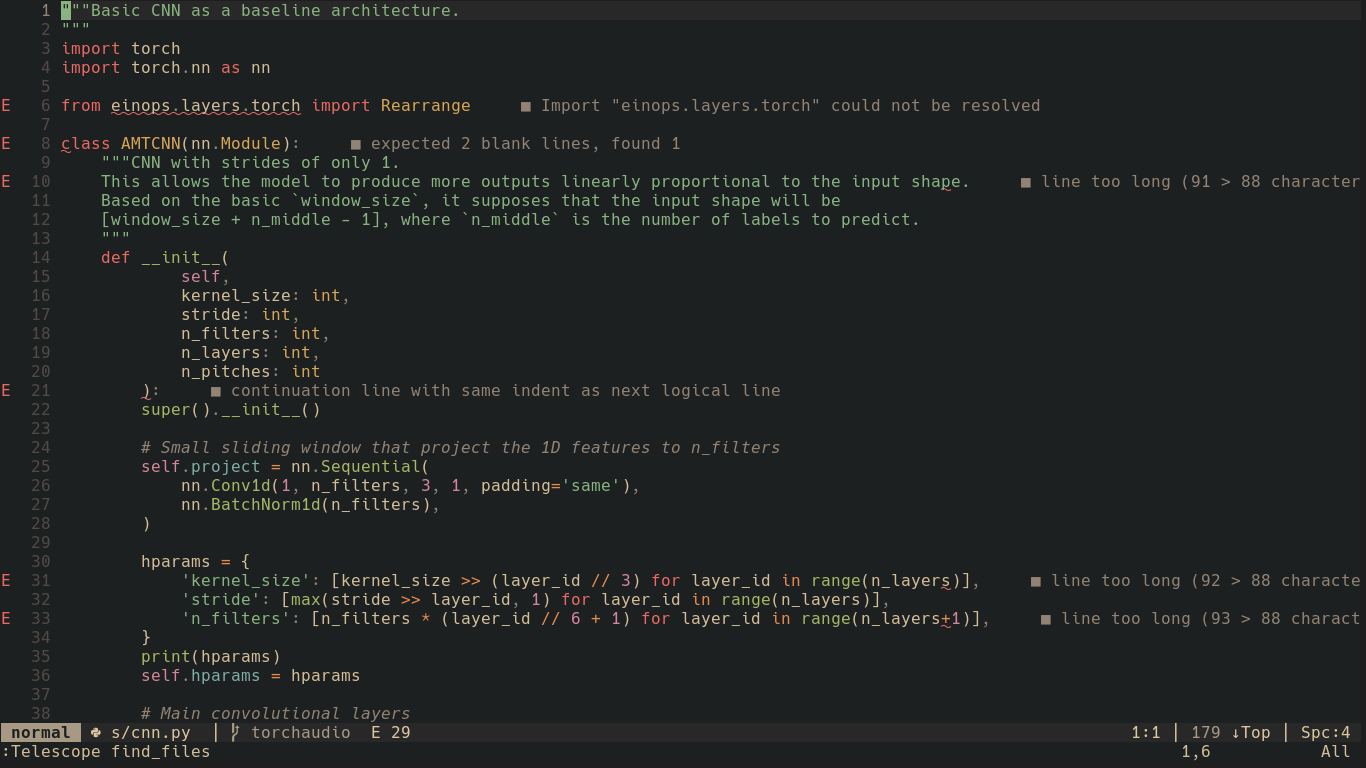 1 """Basic CNN as a baseline architecture.
2 """
3 import torch
4 import torch.nn as nn
5
E 6 from einops.layers.torch import Rearrange ■ Import "einops.layers.torch" could not be resolved
7
E 8 class AMTCNN(nn.Module): ■ expected 2 blank lines, found 1
9 """CNN with strides of only 1.
E 10 This allows the model to produce more outputs linearly proportional to the input shape. ■ line too long (91 > 88 character
11 Based on the basic `window_size`, it supposes that the input shape will be
12 [window_size + n_middle - 1], where `n_middle` is the number of labels to predict.
13 """
14 def __init__(
15 self,
16 kernel_size: int,
17 stride: int,
18 n_filters: int,
19 n_layers: int,
20 n_pitches: int
E 21 ): ■ continuation line with same indent as next logical line
22 super().__init__()
23
24 # Small sliding window that project the 1D features to n_filters
25 self.project = nn.Sequential(
26 nn.Conv1d(1, n_filters, 3, 1, padding='same'),
27 nn.BatchNorm1d(n_filters),
28 )
29
30 hparams = {
E 31 'kernel_size': [kernel_size >> (layer_id // 3) for layer_id in range(n_layers)], ■ line too long (92 > 88 characte
32 'stride': [max(stride >> layer_id, 1) for layer_id in range(n_layers)],
E 33 'n_filters': [n_filters * (layer_id // 6 + 1) for layer_id in range(n_layers+1)], ■ line too long (93 > 88 charact
34 }
35 print(hparams)
36 self.hparams = hparams
37
38 # Main convolutional layers
normal s/cnn.py | torchaudio E 29 1:1 | 179 ↓Top | Spc:4
:Telescope find_files 1,6 All